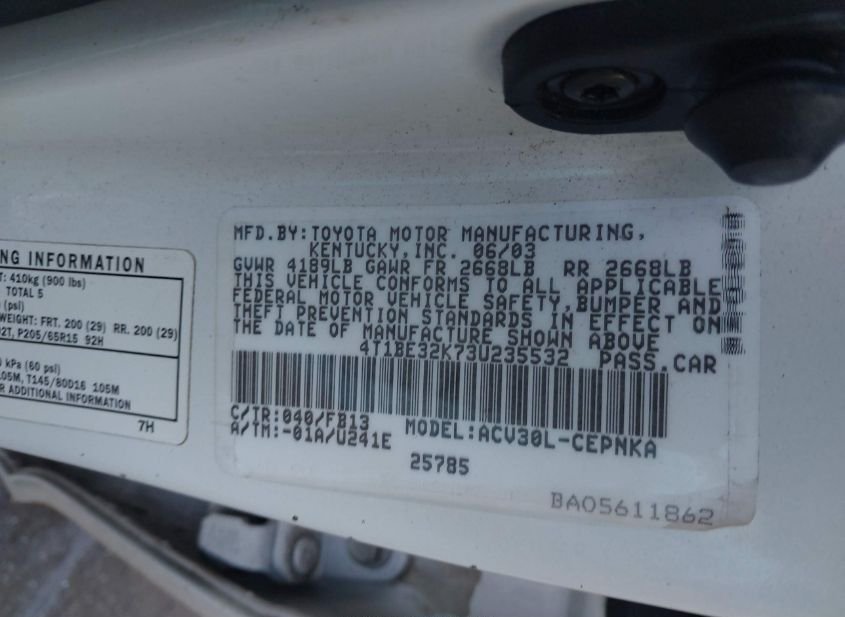 NG INFORMATION
T: 410kg (900 lbs)
TOTAL 5
(psi)
WEIGHT: FRT. 200 (29) RR. 200 (29)
2T, P205/65R15 92H
kPa (60 psi)
105M, T145/80D16 105M
R ADDITIONAL INFORMATION
7H
MFD.BY:TOYOTA MOTOR MANUFACTURING,
KENTUCKY,INC. 06/03
GVWR 4189LB GAWR FR 2668LB RR 2668LB
THIS VEHICLE CONFORMS TO ALL APPLICABLE
FEDERAL MOTOR VEHICLE SAFETY,BUMPER AND
THEFT PREVENTION STANDARDS IN EFFECT ON
THE DATE OF MANUFACTURE SHOWN ABOVE.
4T1BE32K73U235532 PASS.CAR
C/TR:040/FB13
A/TM:-01A/U241E
MODEL:ACV30L-CEPNKA
25785
BA05611862